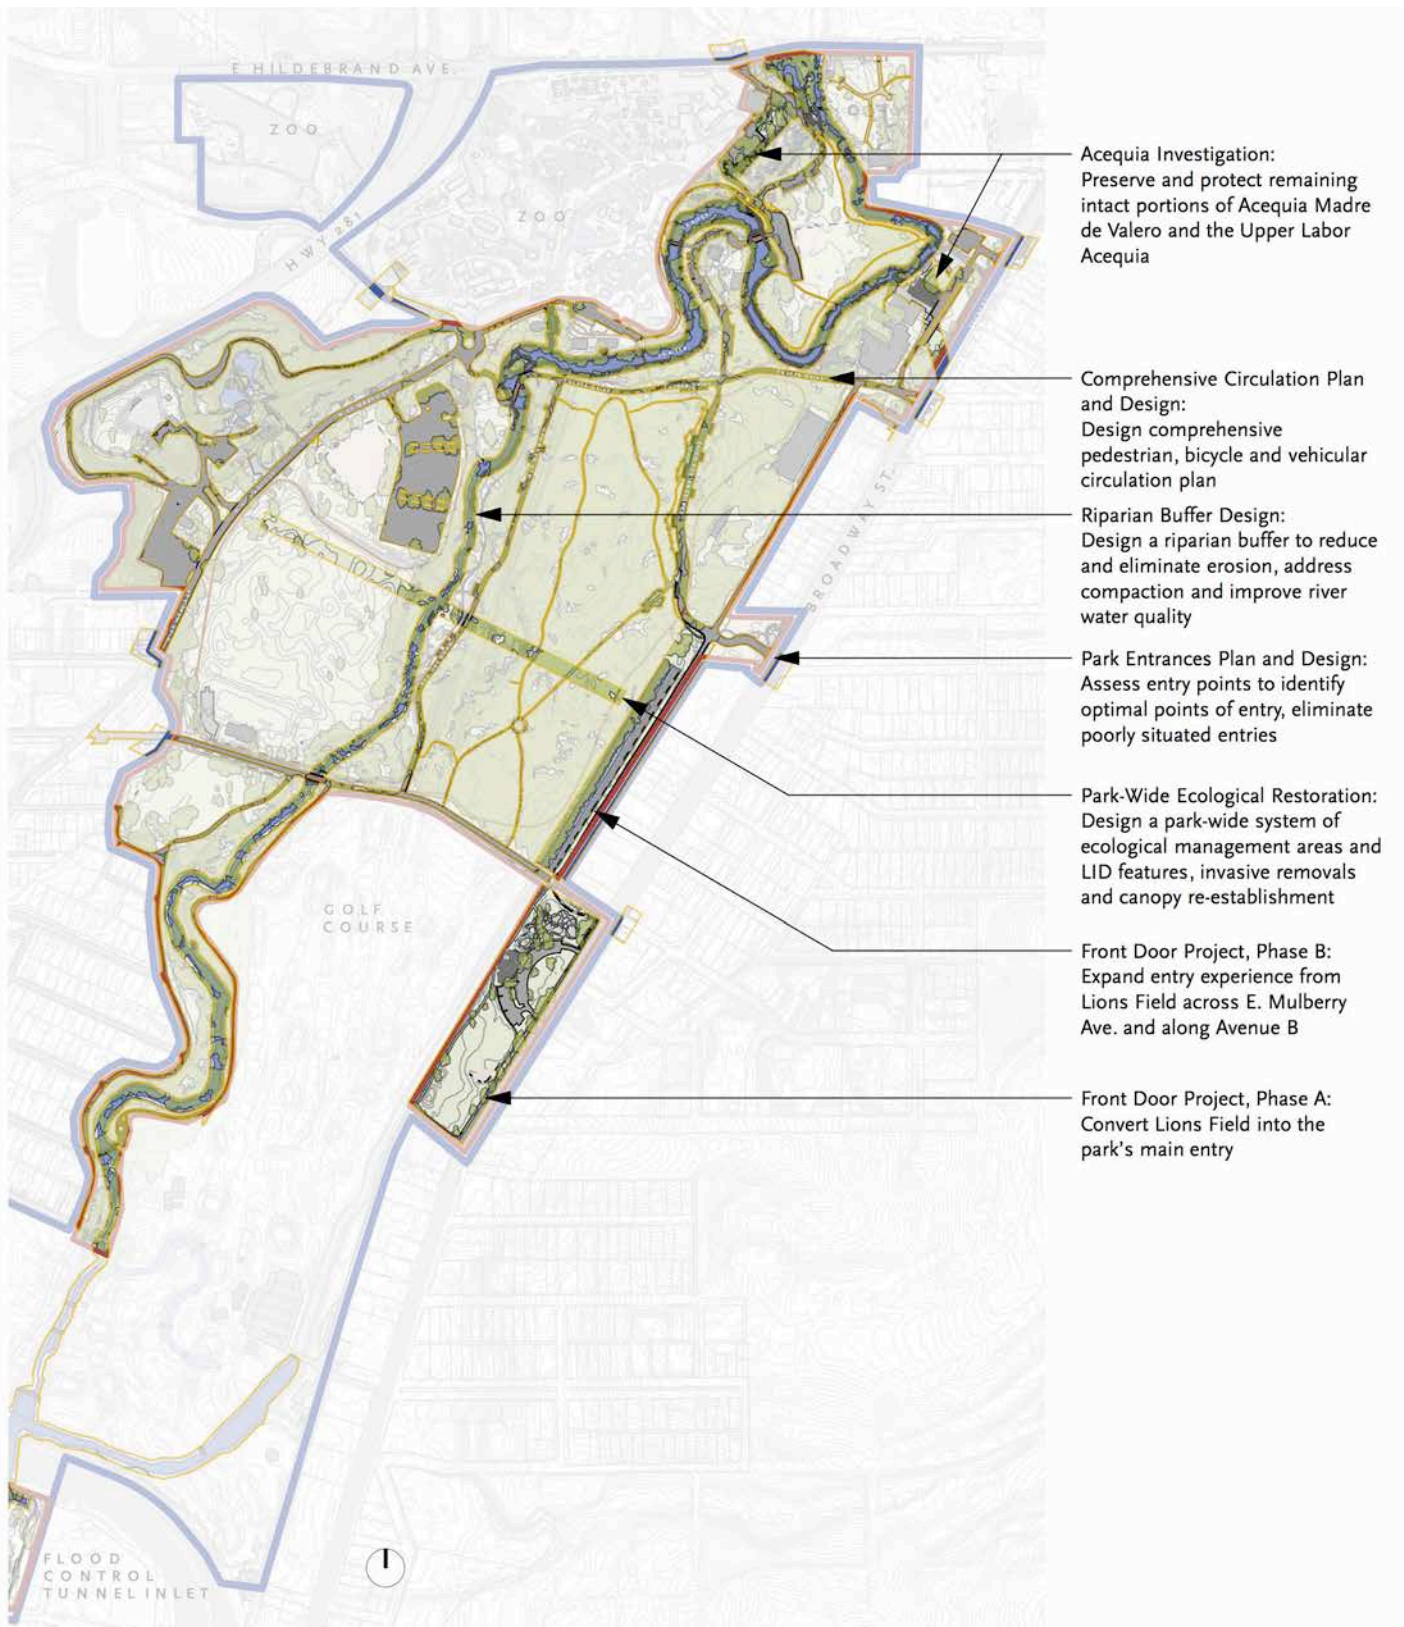 E HILDEBRAND AVE.
ZOO
ZOO
HWY 281
BROADWAY ST.
GOLF
COURSE
FLOOD
CONTROL
TUNNEL INLET
Acequia Investigation:
Preserve and protect remaining
intact portions of Acequia Madre
de Valero and the Upper Labor
Acequia
Comprehensive Circulation Plan
and Design:
Design comprehensive
pedestrian, bicycle and vehicular
circulation plan
Riparian Buffer Design:
Design a riparian buffer to reduce
and eliminate erosion, address
compaction and improve river
water quality
Park Entrances Plan and Design:
Assess entry points to identify
optimal points of entry, eliminate
poorly situated entries
Park-Wide Ecological Restoration:
Design a park-wide system of
ecological management areas and
LID features, invasive removals
and canopy re-establishment
Front Door Project, Phase B:
Expand entry experience from
Lions Field across E. Mulberry
Ave. and along Avenue B
Front Door Project, Phase A:
Convert Lions Field into the
park's main entry